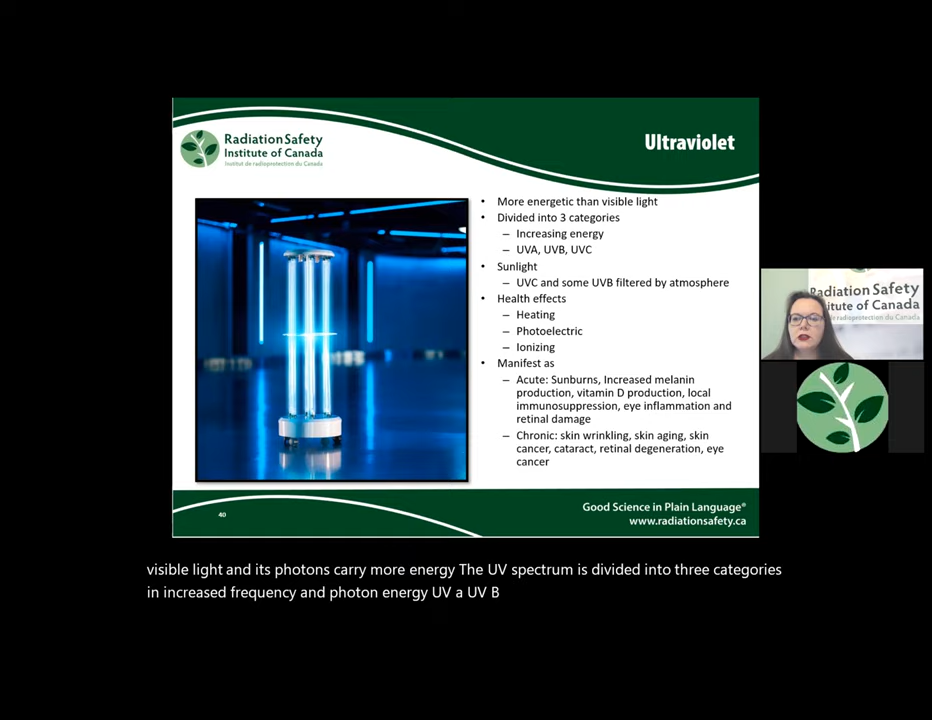 Radiation Safety
Institute of Canada
Institut de radioprotection du Canada
Ultraviolet
• More energetic than visible light
• Divided into 3 categories
– Increasing energy
– UVA, UVB, UVC
• Sunlight
– UVC and some UVB filtered by atmosphere
• Health effects
– Heating
– Photoelectric
– Ionizing
• Manifest as
– Acute: Sunburns, Increased melanin
production, vitamin D production, local
immunosuppression, eye inflammation and
retinal damage
– Chronic: skin wrinkling, skin aging, skin
cancer, cataract, retinal degeneration, eye
cancer
40
Good Science in Plain Language®
www.radiationsafety.ca
Radiation Safety
itute of Canada
de radioprotection du Canada
visible light and its photons carry more energy The UV spectrum is divided into three categories
in increased frequency and photon energy UV a UV B